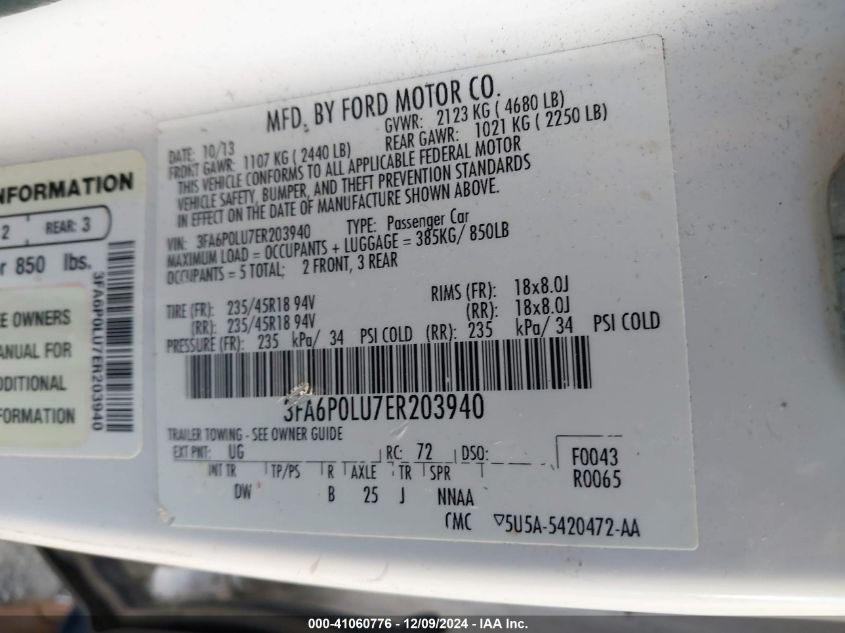 MFD. BY FORD MOTOR CO.
DATE: 10/13
GVWR: 2123 KG ( 4680 LB)
FRONT GAWR: 1107 KG ( 2440 LB)
REAR GAWR: 1021 KG ( 2250 LB)
THIS VEHICLE CONFORMS TO ALL APPLICABLE FEDERAL MOTOR
VEHICLE SAFETY, BUMPER, AND THEFT PREVENTION STANDARDS
IN EFFECT ON THE DATE OF MANUFACTURE SHOWN ABOVE.
VIN: 3FA6P0LU7ER203940 TYPE: Passenger Car
MAXIMUM LOAD = OCCUPANTS + LUGGAGE = 385KG/ 850LB
OCCUPANTS = 5 TOTAL; 2 FRONT, 3 REAR
TIRE (FR): 235/45R18 94V RIMS (FR): 18x8.0J
(RR): 235/45R18 94V (RR): 18x8.0J
PRESSURE (FR): 235 kPa/ 34 PSI COLD (RR): 235 kPa/ 34 PSI COLD
3FA6P0LU7ER203940
TRAILER TOWING - SEE OWNER GUIDE
EXT PNT: UG RC: 72 DSO: F0043
INT TR TP/PS R AXLE TR SPR R0065
DW B 25 J NNAA
CMC ▽5U5A-5420472-AA
NFORMATION
2 REAR: 3
850 lbs.
OWNERS
MANUAL FOR
DDITIONAL
FORMATION
3FA6P0LU7ER203940
000-41060776 - 12/09/2024 - IAA Inc.